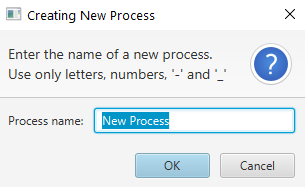 Creating New Process
Enter the name of a new process.
Use only letters, numbers, '-' and '_'
?
Process name: New Process
OK Cancel